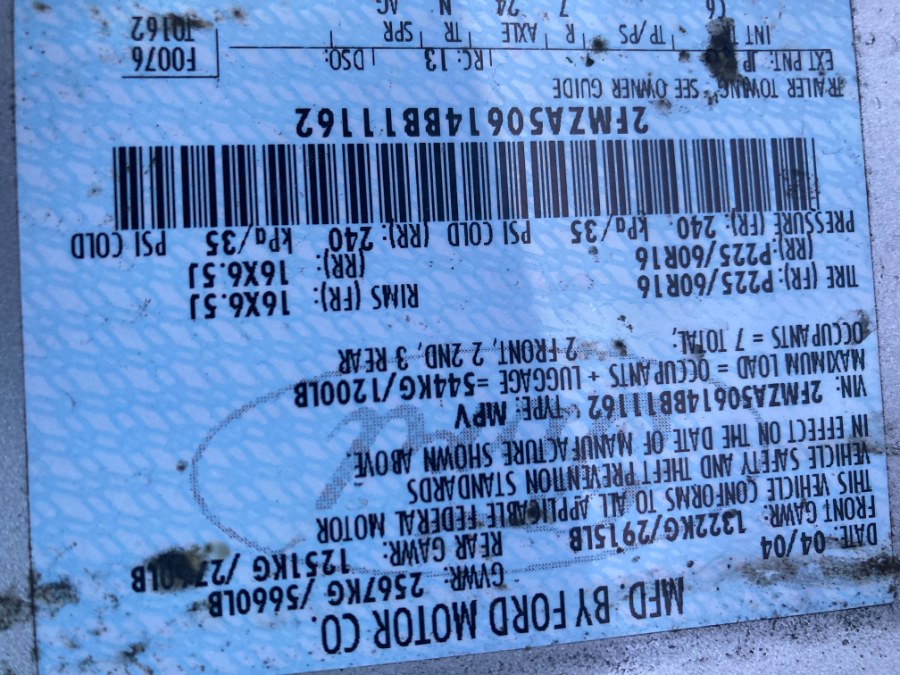 MFD. BY FORD MOTOR CO.
DATE: 04/04 GVWR: 2567KG /5660LB
FRONT GAWR: 1322KG/2915LB REAR GAWR: 1251KG
THIS VEHICLE CONFORMS TO ALL APPLICABLE FEDERAL MOTOR
VEHICLE SAFETY AND THEFT PREVENTION STANDARDS
IN EFFECT ON THE DATE OF MANUFACTURE SHOWN ABOVE.
VIN: 2FMZA50614BB11162 TYPE: MPV
MAXIMUM LOAD = OCCUPANTS + LUGGAGE =544KG/1200LB
OCCUPANTS = 7 TOTAL, 2 FRONT, 2 2ND, 3 REAR
TIRE (FR): P225/60R16 RIMS (FR): 16X6.5J
(RR): P225/60R16 (RR): 16X6.5J
PRESSURE (FR): 240 kPa/35 PSI COLD (RR): 240 kPa/35 PSI COLD
2FMZA50614BB11162
TRAILER TOWING - SEE OWNER GUIDE
EXT PNT: RC: 13 DSO: F0076
INT TP/PS R AXLE TR SPR T0162
7 24 N AG